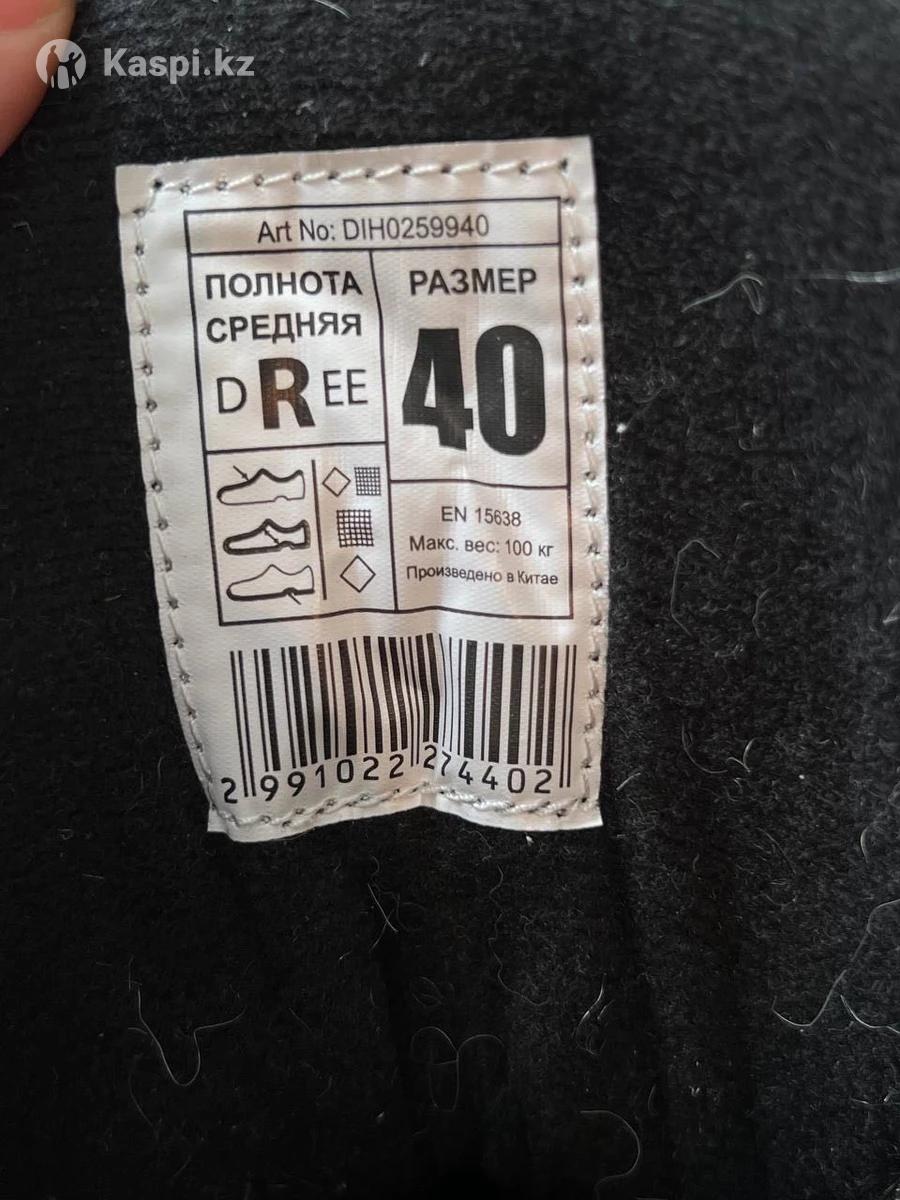 Kaspi.kz
Art No: DIH0259940
ПОЛНОТА
СРЕДНЯЯ
D R EE
РАЗМЕР
40
EN 15638
Макс. вес: 100 кг
Произведено в Китае
2 991022 274402